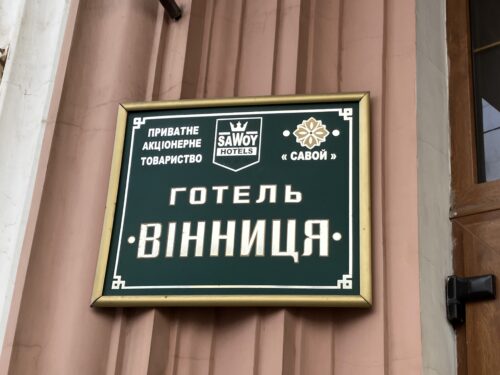 ПРИВАТНЕ
АКЦІОНЕРНЕ
ТОВАРИСТВО
SAWOY
HOTELS
« САВОЙ »
ГОТЕЛЬ
· ВІННИЦЯ ·